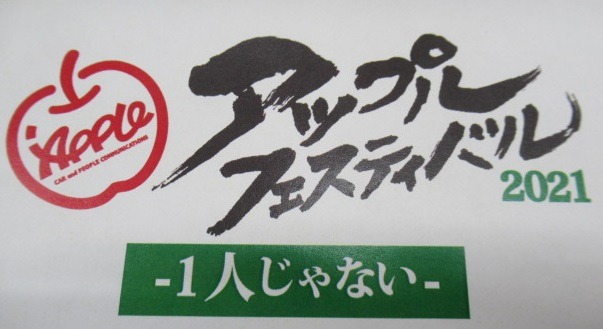 APPLE
CAR and PEOPLE COMMUNICATIONS
アップル
フェスティバル
2021
-1人じゃない-